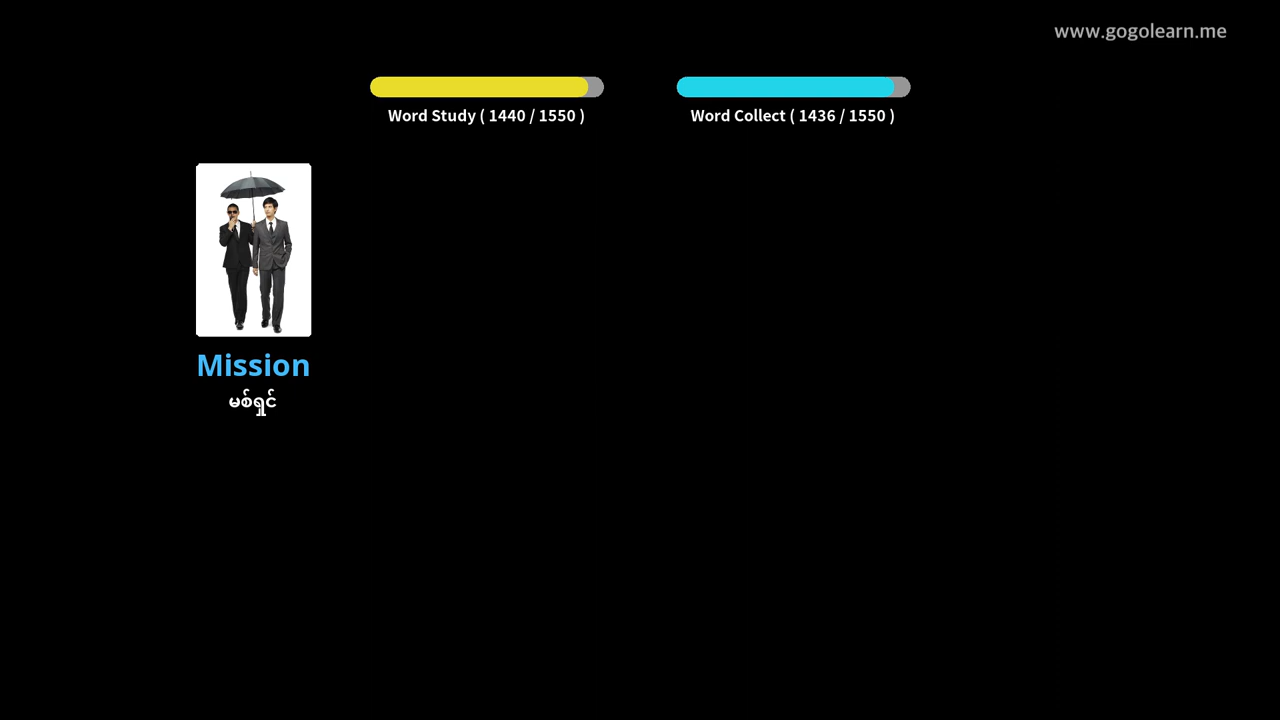 www.gogolearn.me
Word Study ( 1440 / 1550 )
Word Collect ( 1436 / 1550 )
Mission
မစ်ရှင်